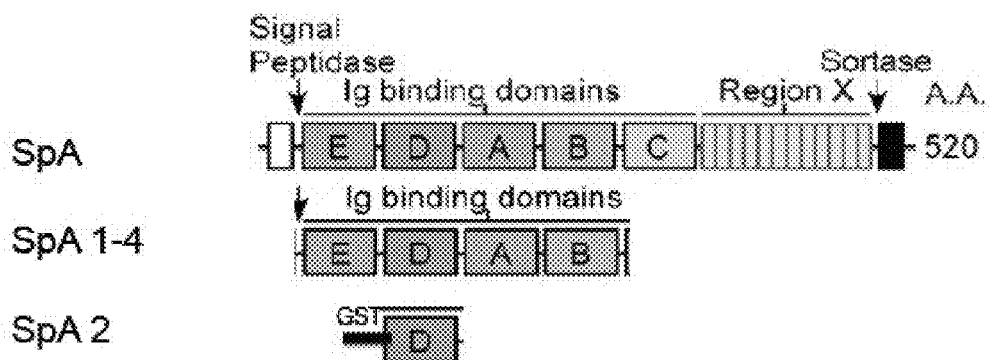 Signal
Peptidase
Sortase
Ig binding domains
Region X
A.A.
SpA
E D A B C
520
Ig binding domains
SpA 1-4
E D A B
SpA 2
GST
D